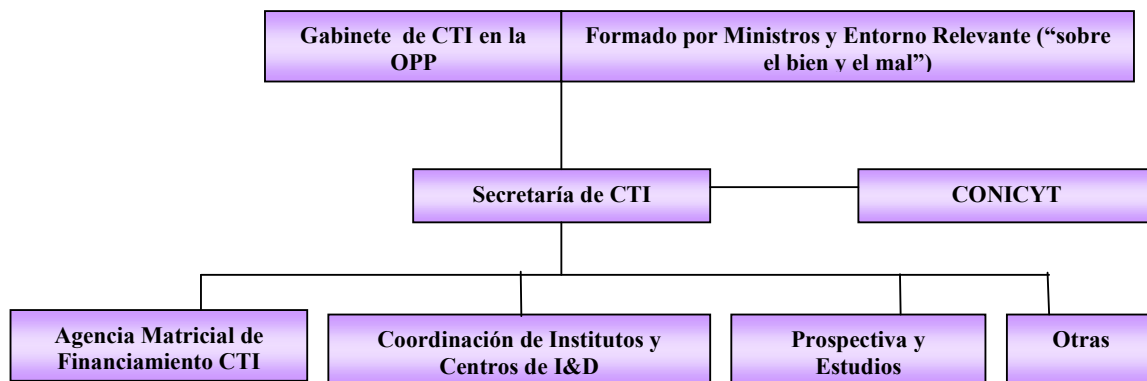 Gabinete de CTI en la
OPP
Formado por Ministros y Entorno Relevante (“sobre
el bien y el mal”)
Secretaría de CTI
CONICYT
Agencia Matricial de
Financiamiento CTI
Coordinación de Institutos y
Centros de I&D
Prospectiva y
Estudios
Otras